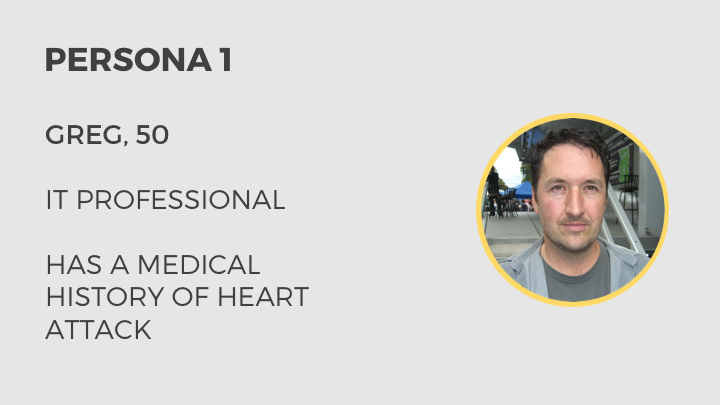 PERSONA 1
GREG, 50
IT PROFESSIONAL
HAS A MEDICAL
HISTORY OF HEART
ATTACK